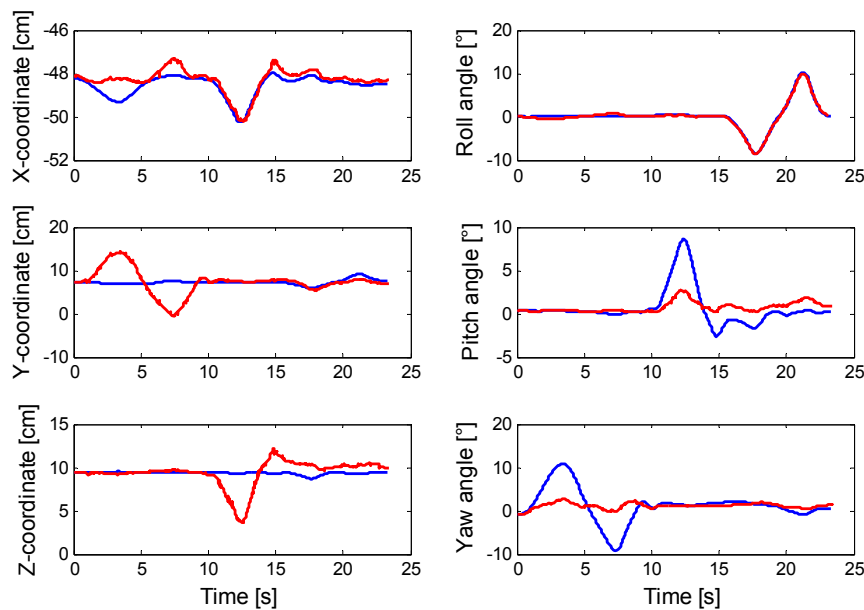 X-coordinate [cm]
-46
-48
-50
-52
0 5 10 15 20 25
Roll angle [°]
20
10
0
-10
0 5 10 15 20 25
Y-coordinate [cm]
20
10
0
-10
0 5 10 15 20 25
Pitch angle [°]
10
5
0
-5
0 5 10 15 20 25
Z-coordinate [cm]
15
10
5
0
0 5 10 15 20 25
Time [s]
Yaw angle [°]
20
10
0
-10
0 5 10 15 20 25
Time [s]